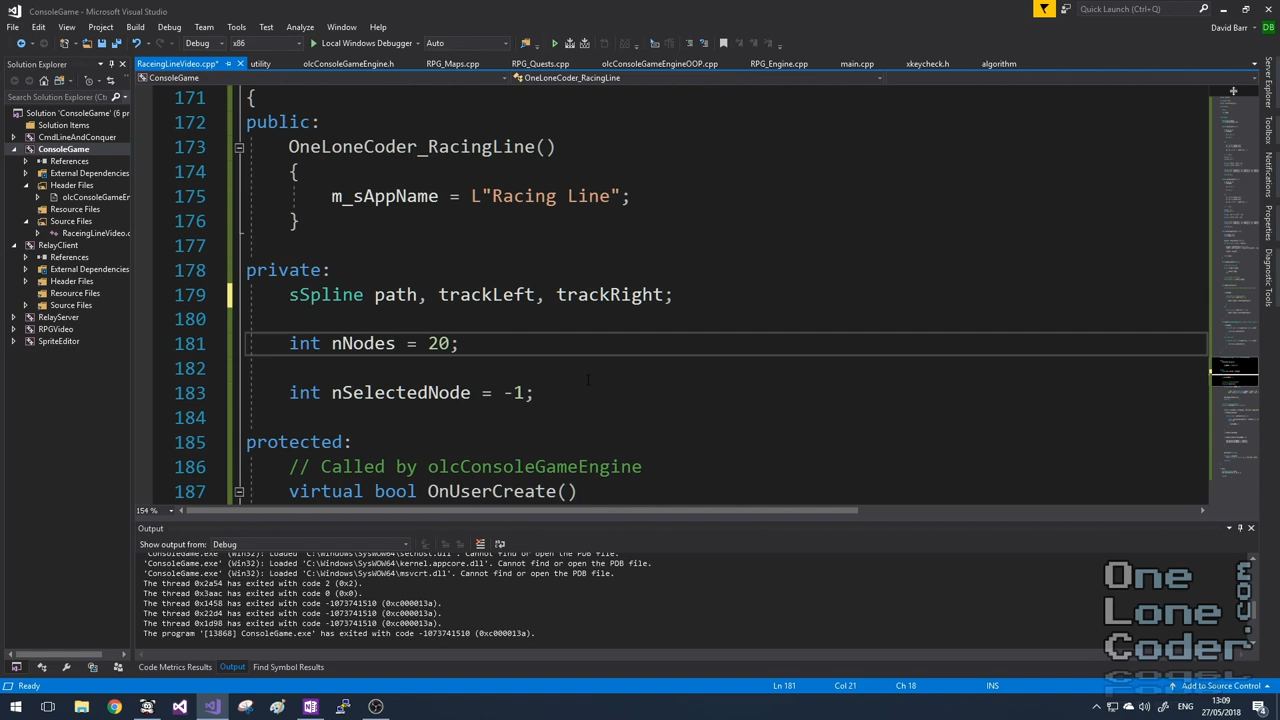 ConsoleGame - Microsoft Visual Studio
Quick Launch (Ctrl+Q)
File Edit View Project Build Debug Team Tools Test Analyze Window Help
David Barr DB
Debug x86 Local Windows Debugger Auto
Solution Explorer
RaceingLineVideo.cpp* utility olcConsoleGameEngine.h RPG_Maps.cpp RPG_Quests.cpp olcConsoleGameEngineOOP.cpp RPG_Engine.cpp main.cpp xkeycheck.h algorithm
ConsoleGame OneLoneCoder_RacingLine
Search Solution Explorer (Ctrl
Solution 'ConsoleGame' (6 p
Solution Items
CmdLineAndConquer
ConsoleGame
References
External Dependencies
Header Files
olcConsoleGameEn
Resource Files
Source Files
RaceingLineVideo.c
RelayClient
References
External Dependencies
Header Files
Resource Files
Source Files
RelayServer
RPGVideo
SpriteEditor
171 {
172 public:
173 OneLoneCoder_RacingLine()
174 {
175 m_sAppName = L"Racing Line";
176 }
177
178 private:
179 sSpline path, trackLeft, trackRight;
180
181 int nNodes = 20;
182
183 int nSelectedNode = -1;
184
185 protected:
186 // Called by olcConsoleGameEngine
187 virtual bool OnUserCreate()
154 %
Server Explorer
Toolbox
Notifications
Properties
Diagnostic Tools
Output
Show output from: Debug
'ConsoleGame.exe' (Win32): Loaded 'C:\Windows\SysWOW64\sechost.dll'. Cannot find or open the PDB file.
'ConsoleGame.exe' (Win32): Loaded 'C:\Windows\SysWOW64\kernel.appcore.dll'. Cannot find or open the PDB file.
'ConsoleGame.exe' (Win32): Loaded 'C:\Windows\SysWOW64\msvcrt.dll'. Cannot find or open the PDB file.
The thread 0x2a54 has exited with code 2 (0x2).
The thread 0x3aac has exited with code 0 (0x0).
The thread 0x1458 has exited with code -1073741510 (0xc000013a).
The thread 0x22d4 has exited with code -1073741510 (0xc000013a).
The thread 0x1d98 has exited with code -1073741510 (0xc000013a).
The program '[13868] ConsoleGame.exe' has exited with code -1073741510 (0xc000013a).
One
Lone
Coder
.com
Code Metrics Results Output Find Symbol Results
Ready Ln 181 Col 21 Ch 18 INS Add to Source Control
ENG 13:09
27/05/2018